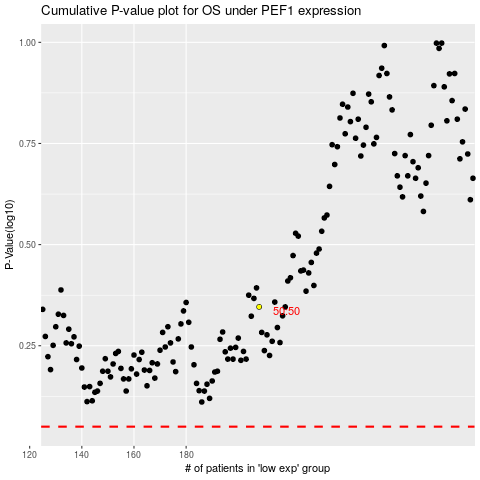 Cumulative P-value plot for OS under PEF1 expression
1.00
0.75
0.50
0.25
P-Value(log10)
50:50
120 140 160 180
# of patients in 'low exp' group